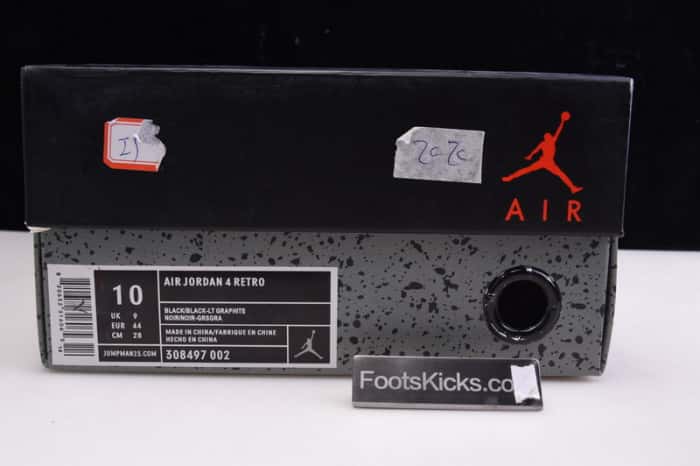 2020
AIR
AIR JORDAN 4 RETRO
10
UK 9
EUR 44
CM 28
BLACK/BLACK-LT GRAPHITE
NOIR/NOIR-GRSGRA
MADE IN CHINA/FABRIQUE EN CHINE
HECHO EN CHINA
JUMPMAN23.COM
308497 002
FootsKicks.co